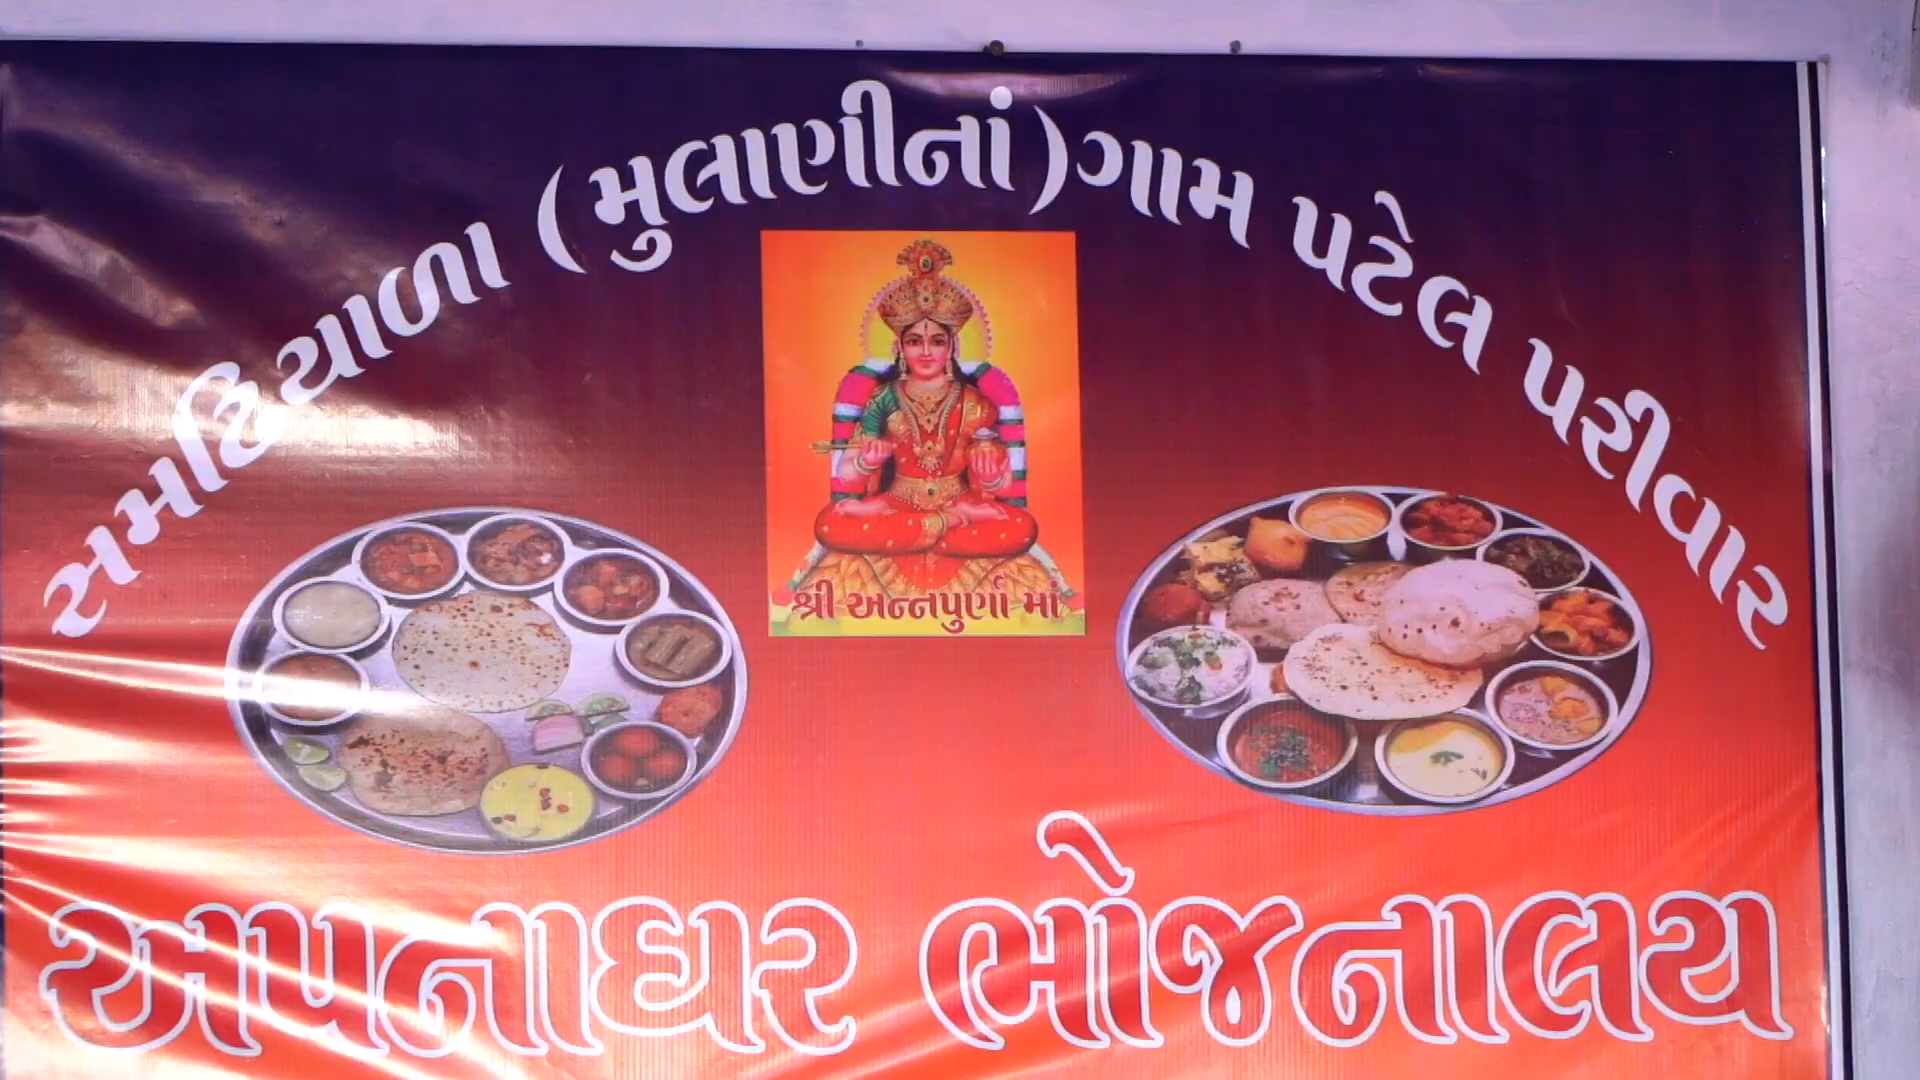 સમઢિયાળા (મુલાણીનાં) ગામ પટેલ પરીવાર
શ્રી અન્નપુર્ણા માં
અપનાઘર ભોજનાલય